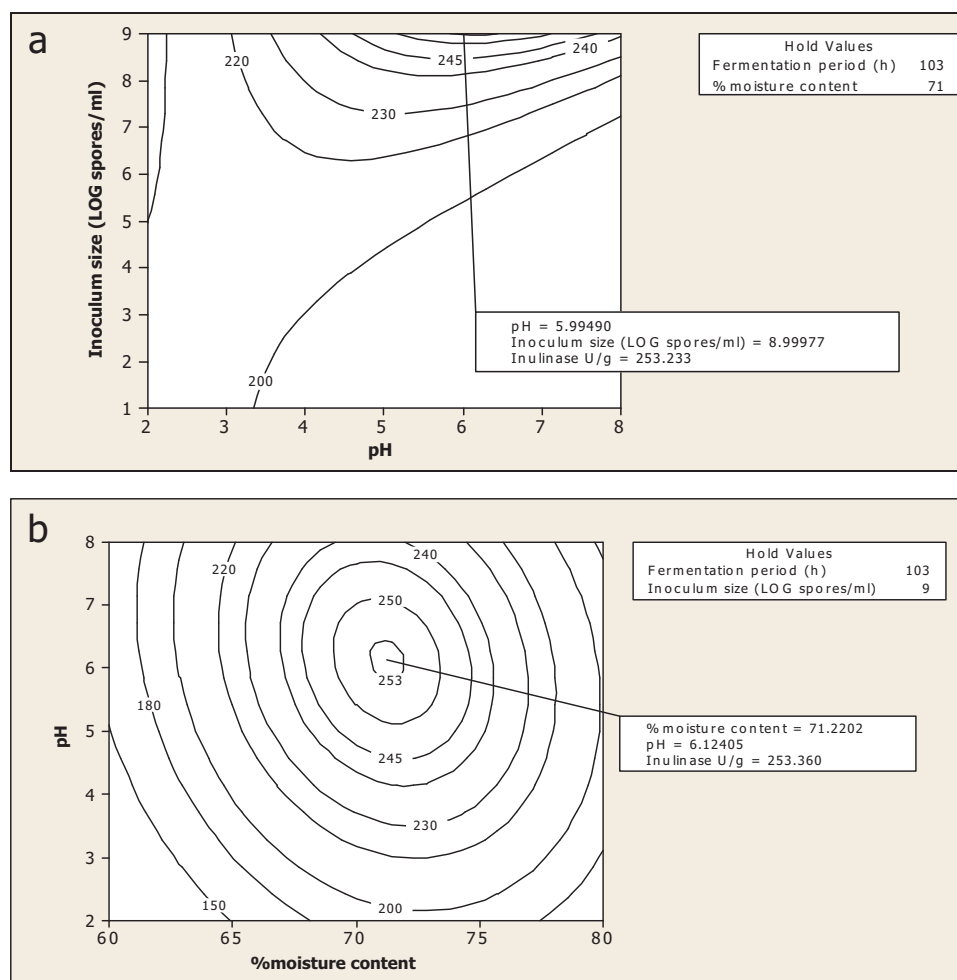 a
Inoculum size (LOG spores/ml)
9
8
7
6
5
4
3
2
1
220
245
240
230
200
2 3 4 5 6 7 8
pH
Hold Values
Fermentation period (h) 103
% moisture content 71
pH = 5.99490
Inoculum size (LOG spores/ml) = 8.99977
Inulinase U/g = 253.233
b
pH
8
7
6
5
4
3
2
220
240
250
253
180
245
230
150
200
60 65 70 75 80
%moisture content
Hold Values
Fermentation period (h) 103
Inoculum size (LOG spores/ml) 9
% moisture content = 71.2202
pH = 6.12405
Inulinase U/g = 253.360